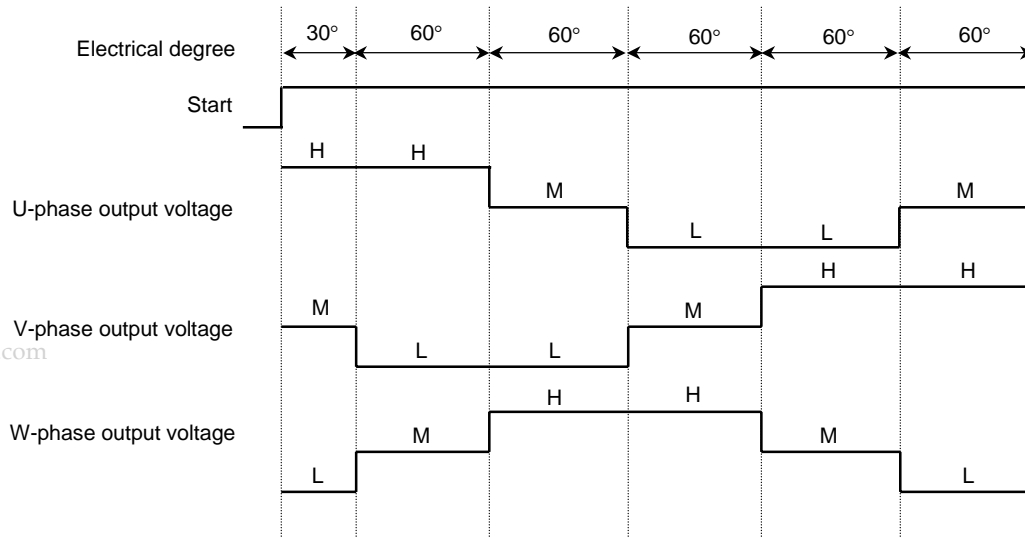 Electrical degree 30° 60° 60° 60° 60° 60°
Start
H H
M M
U-phase output voltage
L L
H H
M M
V-phase output voltage
com
L L
H H
W-phase output voltage
M M
L L